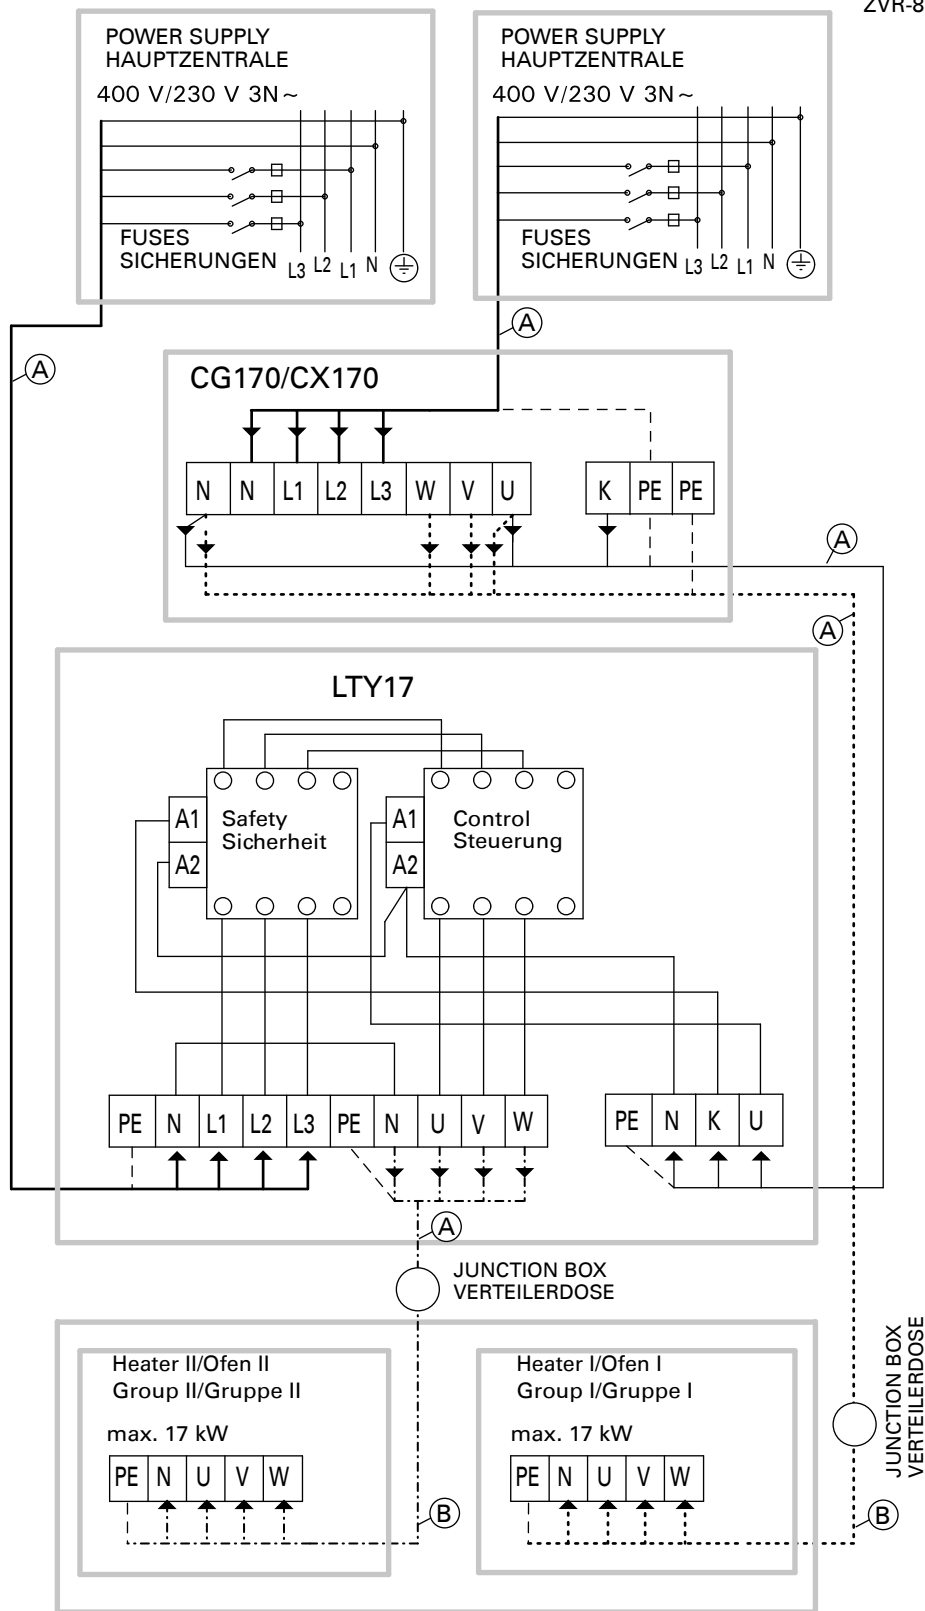 ZVR-8
POWER SUPPLY
HAUPTZENTRALE
400 V/230 V 3N~
FUSES
SICHERUNGEN
L3 L2 L1 N
POWER SUPPLY
HAUPTZENTRALE
400 V/230 V 3N~
FUSES
SICHERUNGEN
L3 L2 L1 N
A
A
CG170/CX170
N N L1 L2 L3 W V U
K PE PE
A
A
LTY17
A1
A2
Safety
Sicherheit
A1
A2
Control
Steuerung
PE N L1 L2 L3 PE N U V W
PE N K U
A
JUNCTION BOX
VERTEILERDOSE
Heater II/Ofen II
Group II/Gruppe II
max. 17 kW
PE N U V W
B
Heater I/Ofen I
Group I/Gruppe I
max. 17 kW
PE N U V W
JUNCTION BOX
VERTEILERDOSE
B